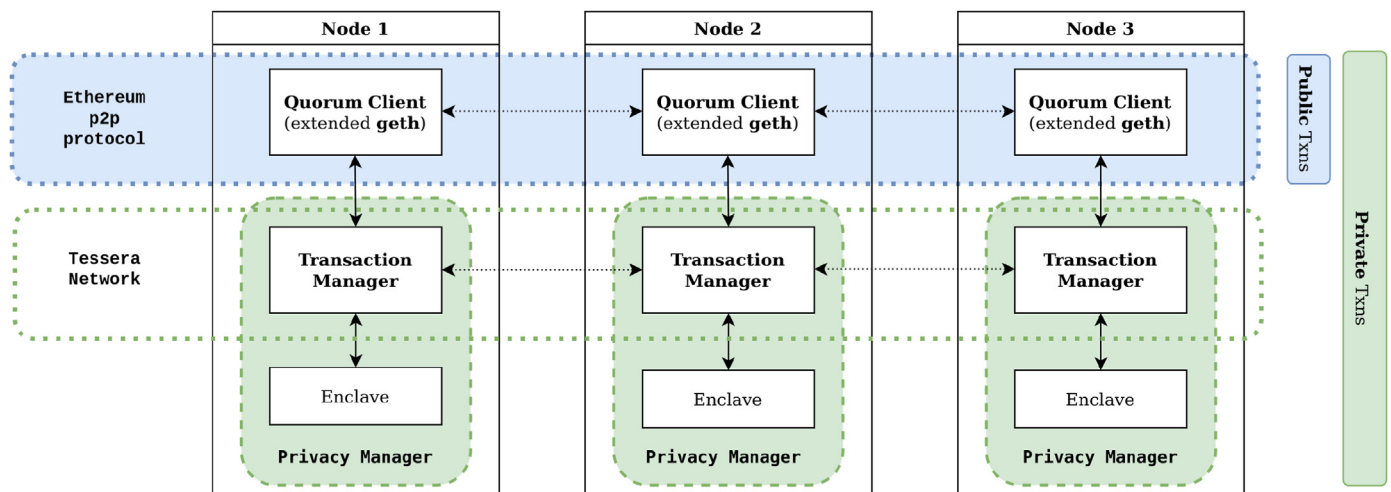 Node 1
Node 2
Node 3
Ethereum
p2p
protocol
Quorum Client
(extended geth)
Quorum Client
(extended geth)
Quorum Client
(extended geth)
Public Txns
Private Txns
Tessera
Network
Transaction
Manager
Transaction
Manager
Transaction
Manager
Enclave
Enclave
Enclave
Privacy Manager
Privacy Manager
Privacy Manager